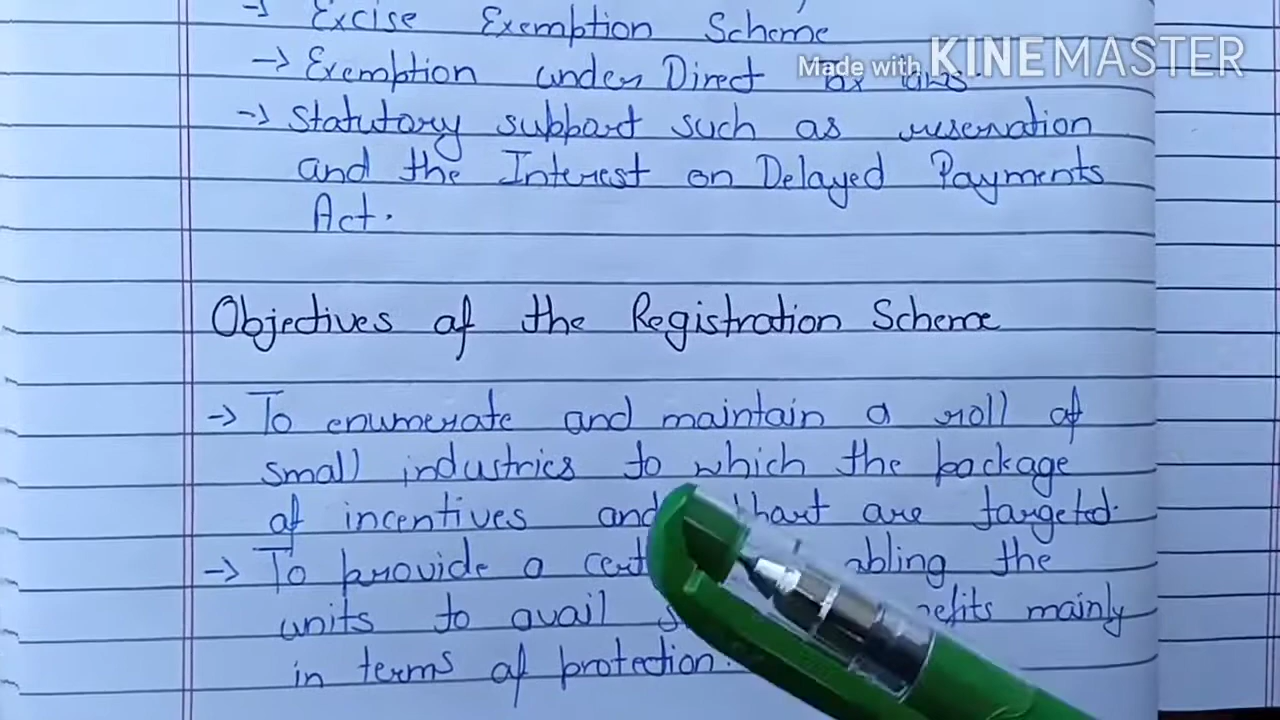 → Excise Exemption Scheme
→ Exemption under Direct Tax laws.
Made with KINEMASTER
→ Statutory support such as reservation
and the Interest on Delayed Payments
Act.
Objectives of the Registration Scheme
→ To enumerate and maintain a roll of
small industries to which the package
of incentives and are targeted.
→ To provide a the
units to avail mainly
in terms of protection.